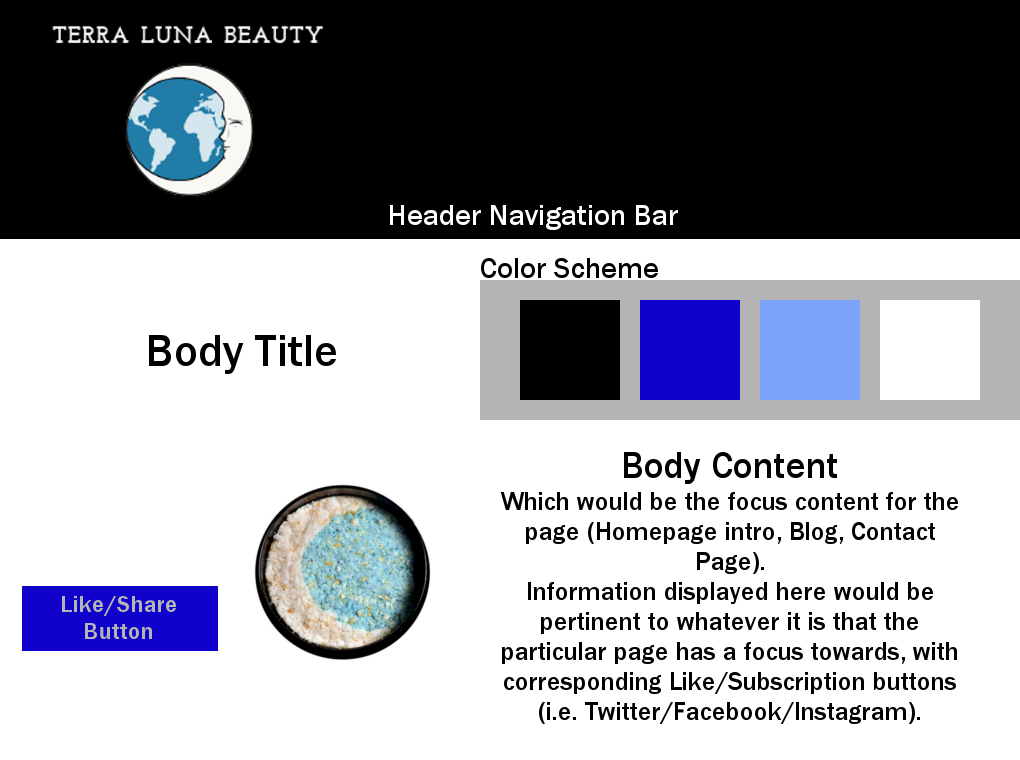 TERRA LUNA BEAUTY
Header Navigation Bar
Color Scheme
Body Title
Body Content
Which would be the focus content for the
page (Homepage intro, Blog, Contact
Page).
Information displayed here would be
pertinent to whatever it is that the
particular page has a focus towards, with
corresponding Like/Subscription buttons
(i.e. Twitter/Facebook/Instagram).
Like/Share
Button